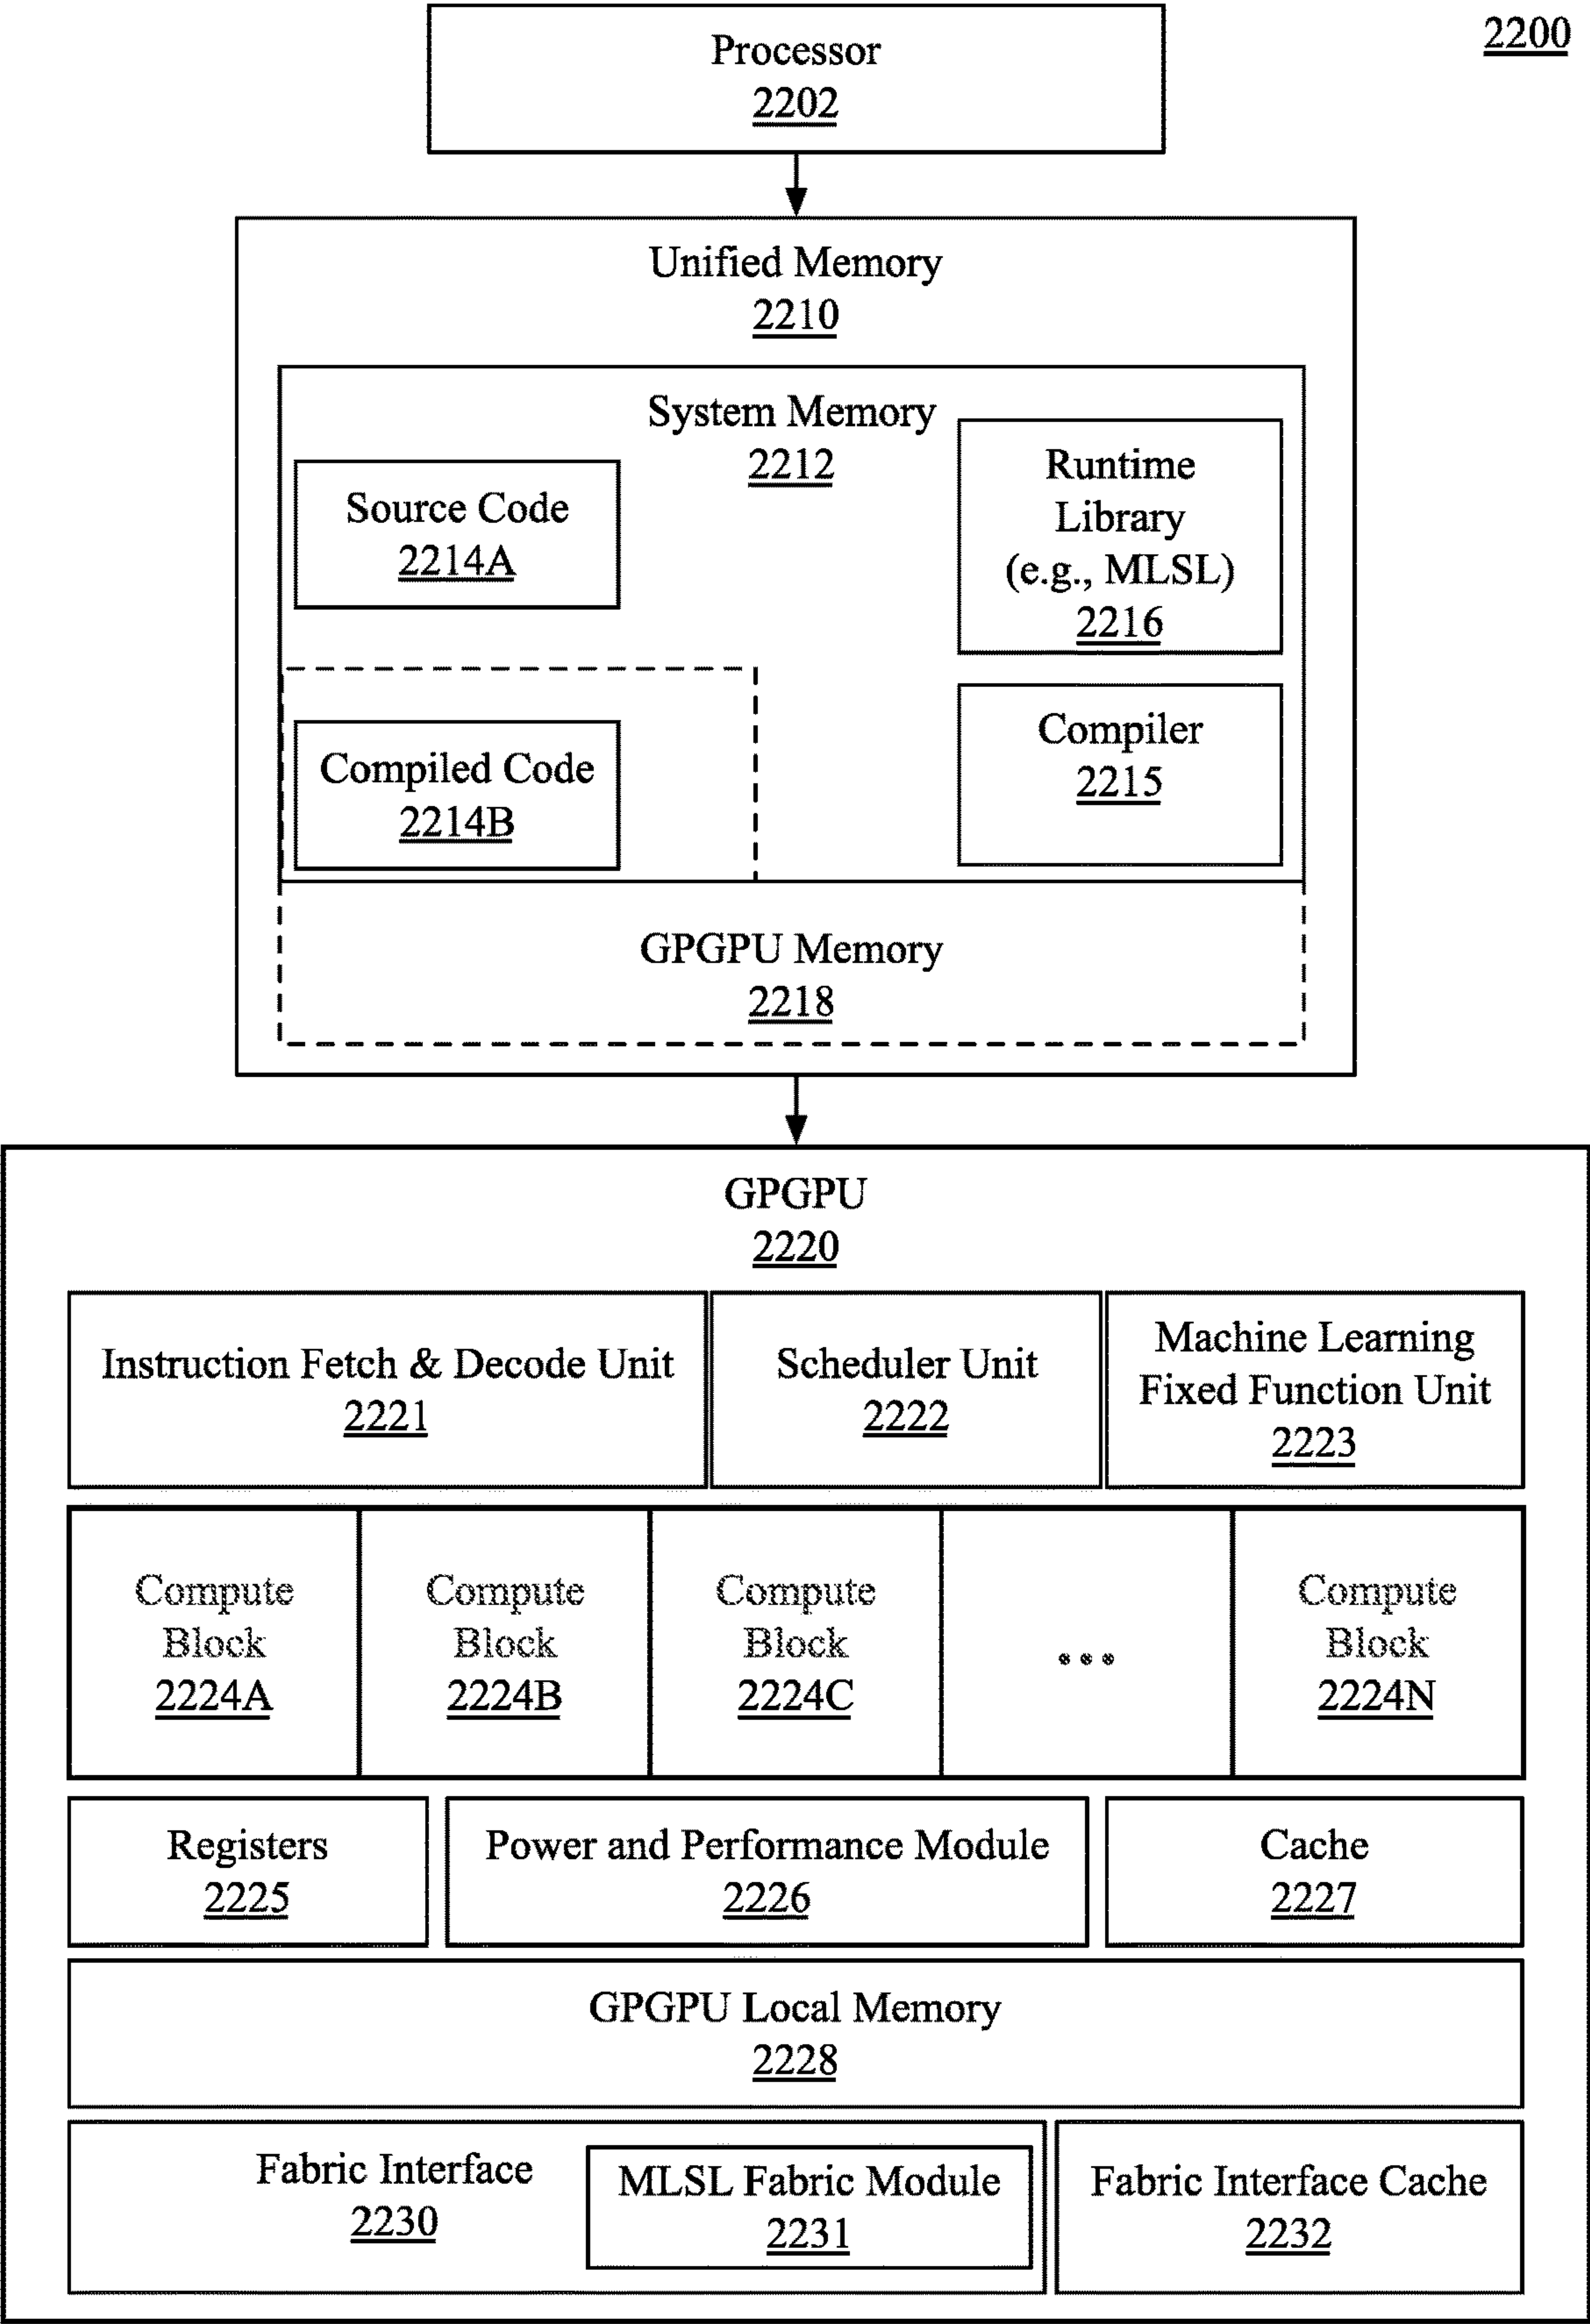 2200
Processor
2202
Unified Memory
2210
System Memory
2212
Source Code
2214A
Runtime
Library
(e.g., MLSL)
2216
Compiled Code
2214B
Compiler
2215
GPGPU Memory
2218
GPGPU
2220
Instruction Fetch & Decode Unit
2221
Scheduler Unit
2222
Machine Learning
Fixed Function Unit
2223
Compute
Block
2224A
Compute
Block
2224B
Compute
Block
2224C
...
Compute
Block
2224N
Registers
2225
Power and Performance Module
2226
Cache
2227
GPGPU Local Memory
2228
Fabric Interface
2230
MLSL Fabric Module
2231
Fabric Interface Cache
2232